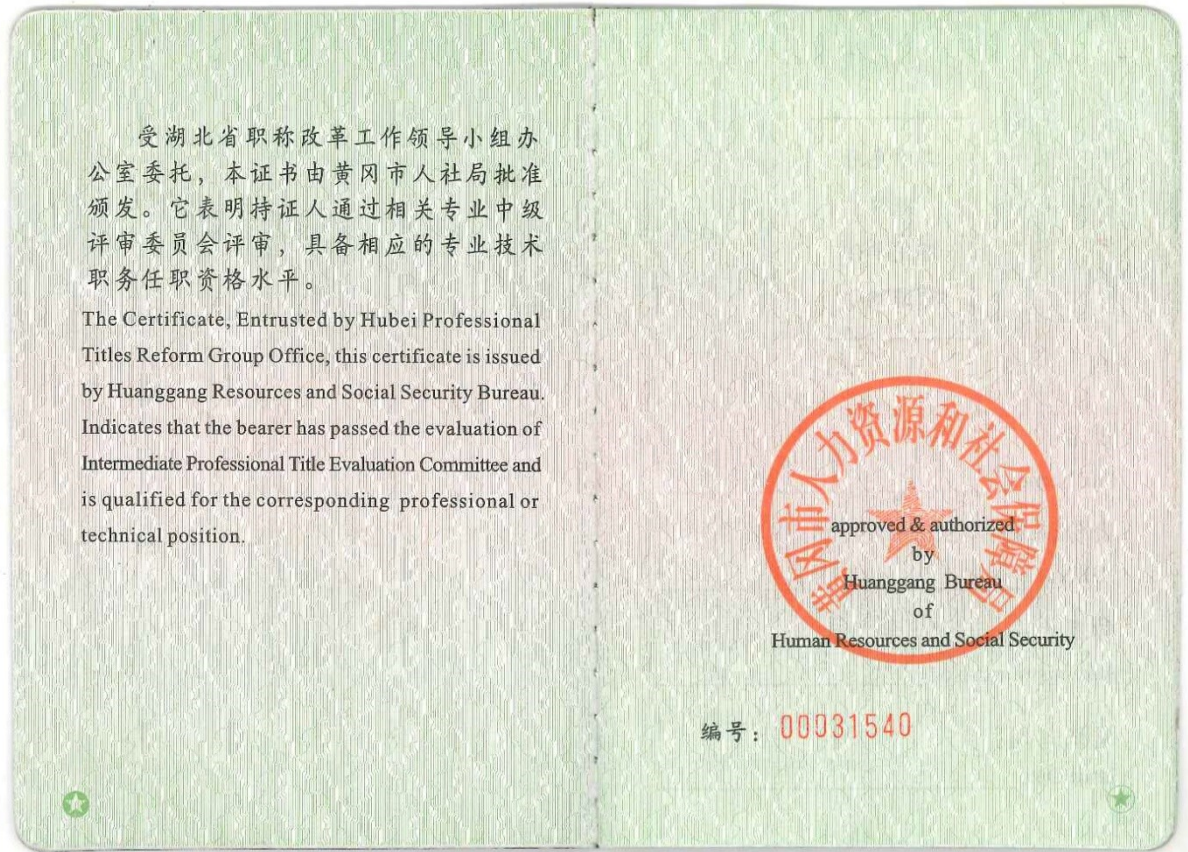 受湖北省职称改革工作领导小组办
公室委托，本证书由黄冈市人社局批准
颁发。它表明持证人通过相关专业中级
评审委员会评审，具备相应的专业技术
职务任职资格水平。
The Certificate, Entrusted by Hubei Professional
Titles Reform Group Office, this certificate is issued
by Huanggang Resources and Social Security Bureau.
Indicates that the bearer has passed the evaluation of
Intermediate Professional Title Evaluation Committee and
is qualified for the corresponding professional or
technical position.
黄冈市人力资源和社会保障局
approved & authorized
by
Huanggang Bureau
of
Human Resources and Social Security
编号：00031540